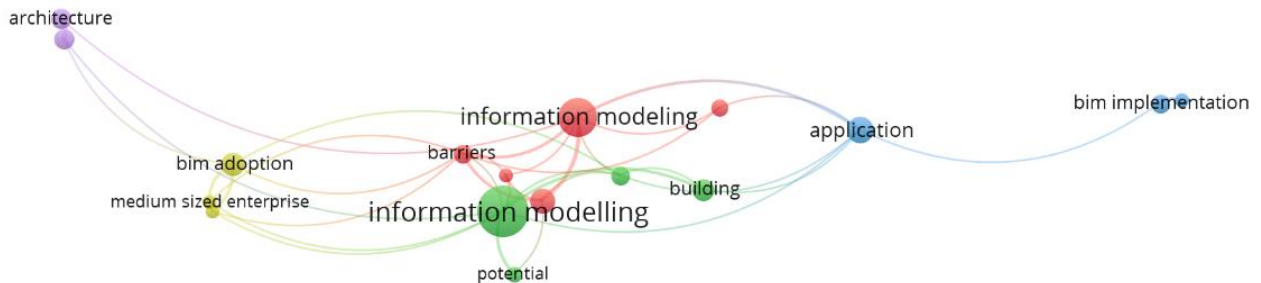 architecture
bim implementation
information modeling
application
barriers
bim adoption
building
medium sized enterprise
information modelling
potential